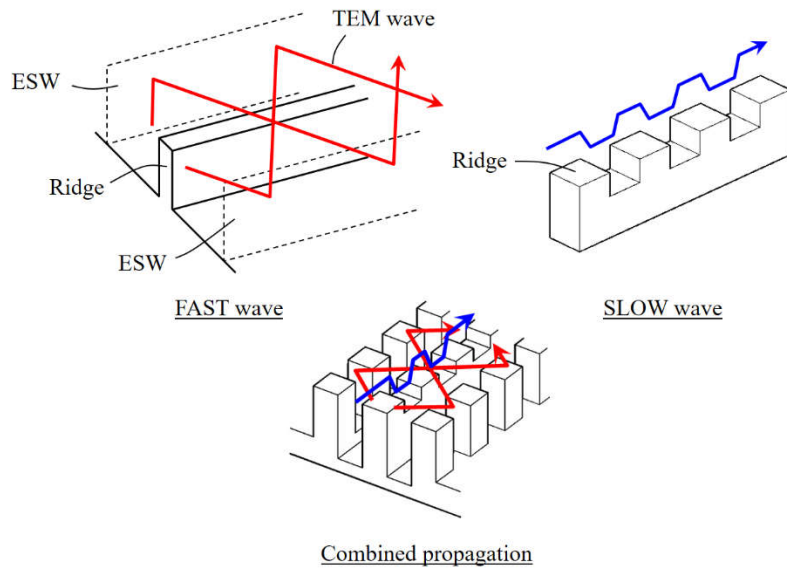 TEM wave
ESW
Ridge
ESW
FAST wave
Ridge
SLOW wave
Combined propagation